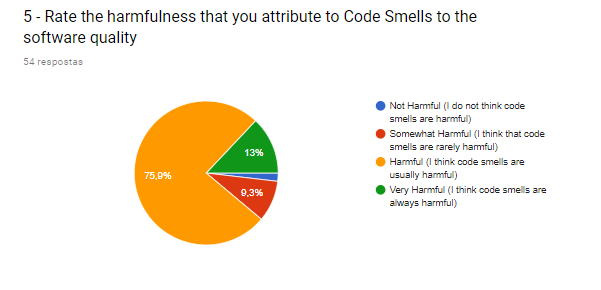 5 - Rate the harmfulness that you attribute to Code Smells to the
software quality
54 respostas
Not Harmful (I do not think code
smells are harmful)
Somewhat Harmful (I think that code
smells are rarely harmful)
Harmful (I think code smells are
usually harmful)
Very Harmful (I think code smells are
always harmful)
13%
75,9%
9,3%